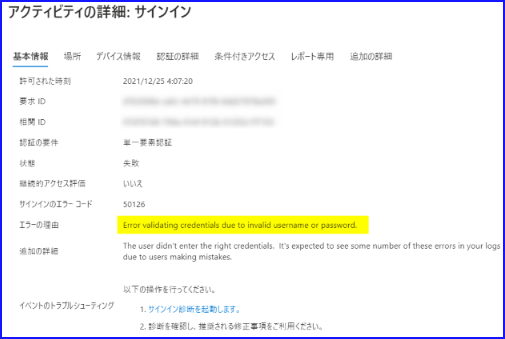 アクティビティの詳細: サインイン
基本情報 場所 デバイス情報 認証の詳細 条件付きアクセス レポート専用 追加の詳細
許可された時刻 2021/12/25 4:07:20
要求 ID
相関 ID
認証の要件 単一要素認証
状態 失敗
継続的アクセス評価 いいえ
サインインのエラー コード 50126
エラーの理由 Error validating credentials due to invalid username or password.
追加の詳細 The user didn't enter the right credentials. It's expected to see some number of these errors in your logs
due to users making mistakes.
イベントのトラブルシューティング 以下の操作を行ってください。
1. サインイン診断を起動します。
2. 診断を確認し、推奨される修正事項をご利用ください。